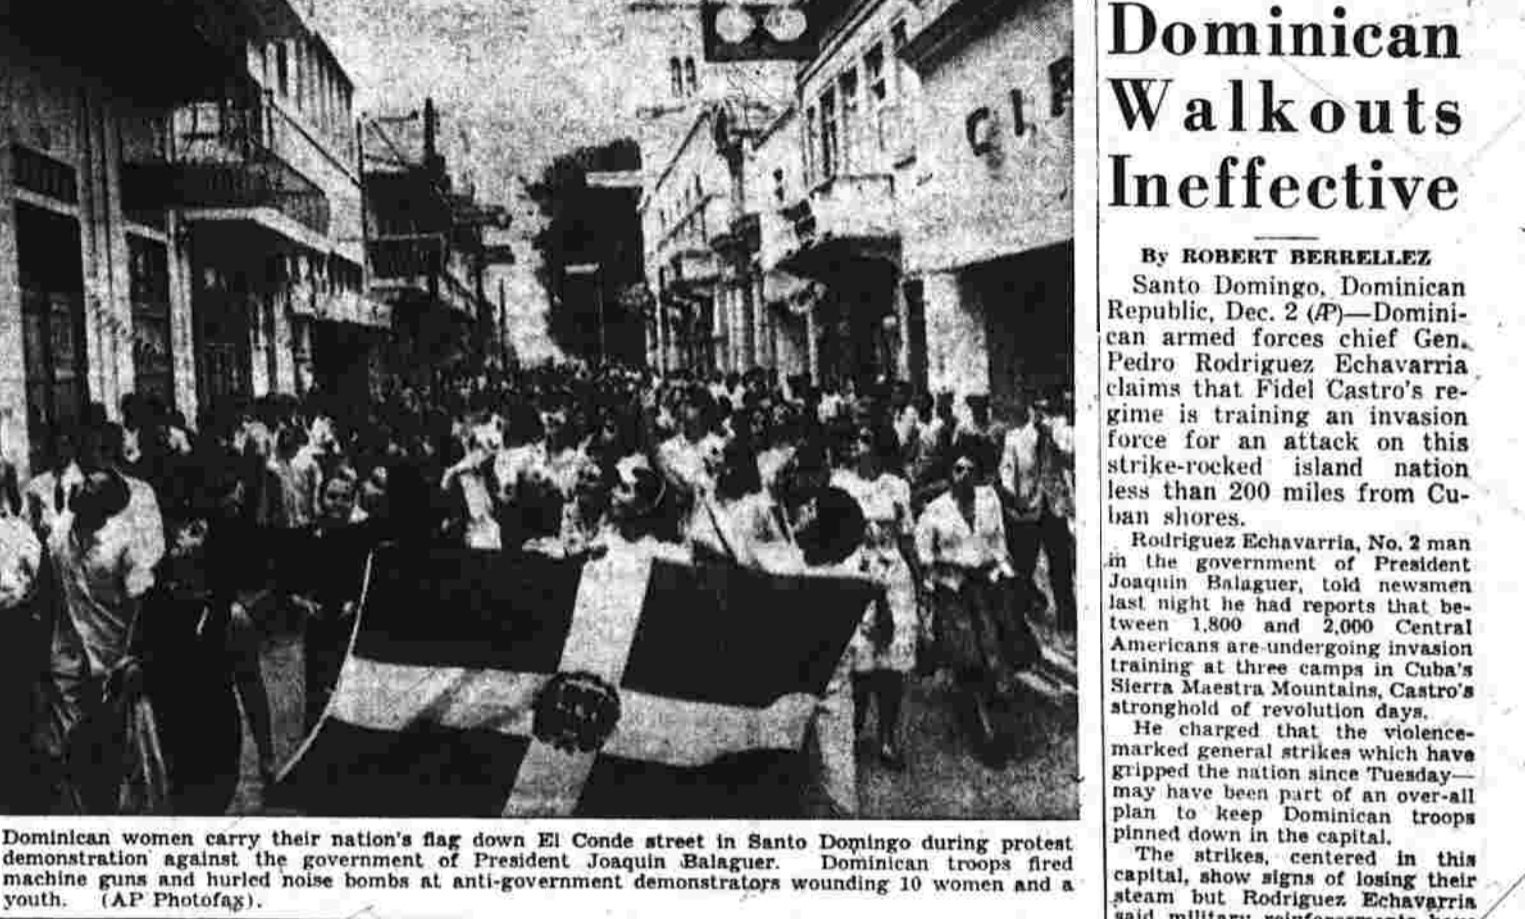 Dominican
Walkouts
Ineffective
By ROBERT BERRELLEZ
Santo Domingo, Dominican
Republic, Dec. 2 (AP)—Domini-
can armed forces chief Gen.
Pedro Rodriguez Echavarria
claims that Fidel Castro's re-
gime is training an invasion
force for an attack on this
strike-rocked island nation
less than 200 miles from Cu-
ban shores.
Rodriguez Echavarria, No. 2 man
in the government of President
Joaquin Balaguer, told newsmen
last night he had reports that be-
tween 1,800 and 2,000 Central
Americans are undergoing invasion
training at three camps in Cuba's
Sierra Maestra Mountains, Castro's
stronghold of revolution days.
He charged that the violence-
marked general strikes which have
gripped the nation since Tuesday—
may have been part of an over-all
plan to keep Dominican troops
pinned down in the capital.
The strikes, centered in this
capital, show signs of losing their
steam but Rodriguez Echavarria
said military
Dominican women carry their nation's flag down El Conde street in Santo Domingo during protest
demonstration against the government of President Joaquin Balaguer. Dominican troops fired
machine guns and hurled noise bombs at anti-government demonstrators wounding 10 women and a
youth. (AP Photofax).